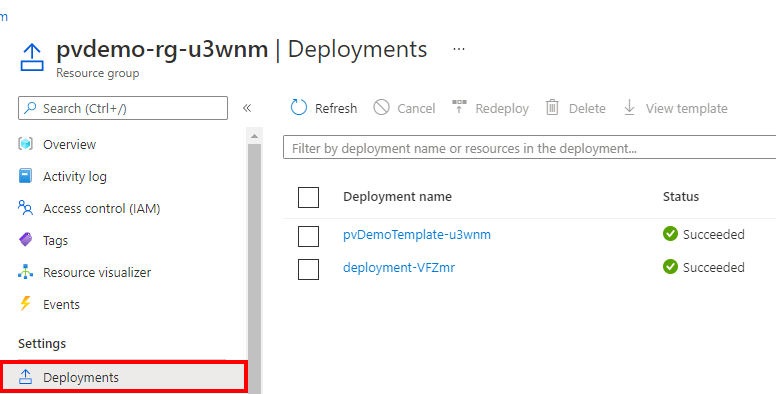 m
pvdemo-rg-u3wnm | Deployments ...
Resource group
Search (Ctrl+/) «
Refresh Cancel Redeploy Delete View template
Overview
Activity log
Access control (IAM)
Tags
Resource visualizer
Events
Settings
Deployments
Filter by deployment name or resources in the deployment...
Deployment name Status
pvDemoTemplate-u3wnm Succeeded
deployment-VFZmr Succeeded